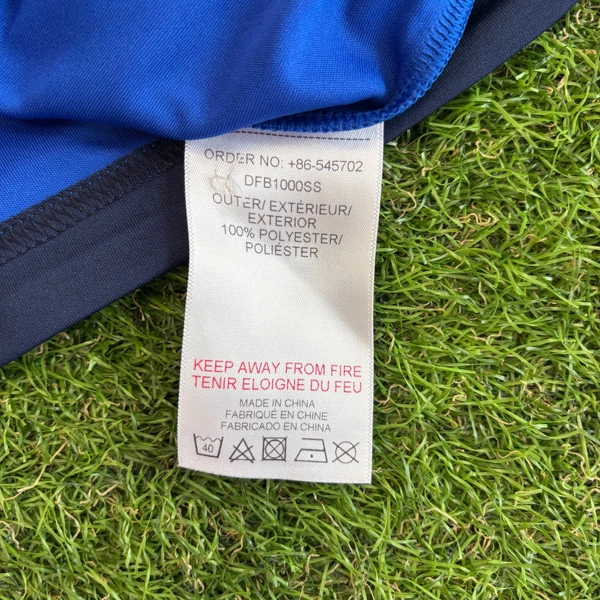 ORDER NO: +86-545702
DFB1000SS
OUTER/ EXTÉRIEUR/
EXTERIOR
100% POLYESTER/
POLIÉSTER
KEEP AWAY FROM FIRE
TENIR ELOIGNE DU FEU
MADE IN CHINA
FABRIQUÉ EN CHINE
FABRICADO EN CHINA
40